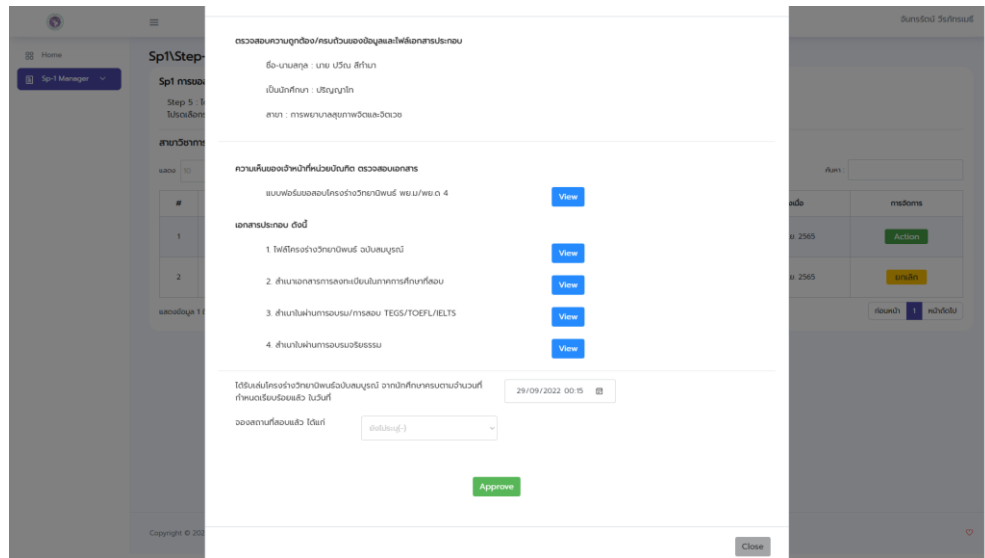 จันทรรัตน์ วีรภัทรเมธี
Home
Sp-1 Manager
Sp1\Step-
Sp1 การขอส
Step 5 : 
โปรดเลือก
สาขาวิชาการ
แสดง 10
ค้นหา :
#
การจัดการ
1
2565
Action
2
2565
ยกเลิก
แสดงข้อมูล 1
ก่อนหน้า 1 หน้าถัดไป
Copyright © 202
ตรวจสอบความถูกต้อง/ครบถ้วนของข้อมูลและไฟล์เอกสารประกอบ
ชื่อ-นามสกุล : นาย ปวีณ สีทำมา
เป็นนักศึกษา : ปริญญาโท
สาขา : การพยาบาลสุขภาพจิตและจิตเวช
ความเห็นของเจ้าหน้าที่หน่วยบัณฑิต ตรวจสอบเอกสาร
แบบฟอร์มขอสอบโครงร่างวิทยานิพนธ์ พย.ม/พย.ด 4
View
เอกสารประกอบ ดังนี้
1. ไฟล์โครงร่างวิทยานิพนธ์ ฉบับสมบูรณ์
View
2. สำเนาเอกสารการลงทะเบียนในภาคการศึกษาที่สอบ
View
3. สำเนาใบผ่านการอบรม/การสอบ TEGS/TOEFL/IELTS
View
4. สำเนาใบผ่านการอบรมจริยธรรม
View
ได้รับเล่มโครงร่างวิทยานิพนธ์ฉบับสมบูรณ์ จากนักศึกษาครบตามจำนวนที่
กำหนดเรียบร้อยแล้ว ในวันที่
29/09/2022 00:15
จองสถานที่สอบแล้ว ได้แก่
ยังไม่ระบุ(-)
Approve
Close